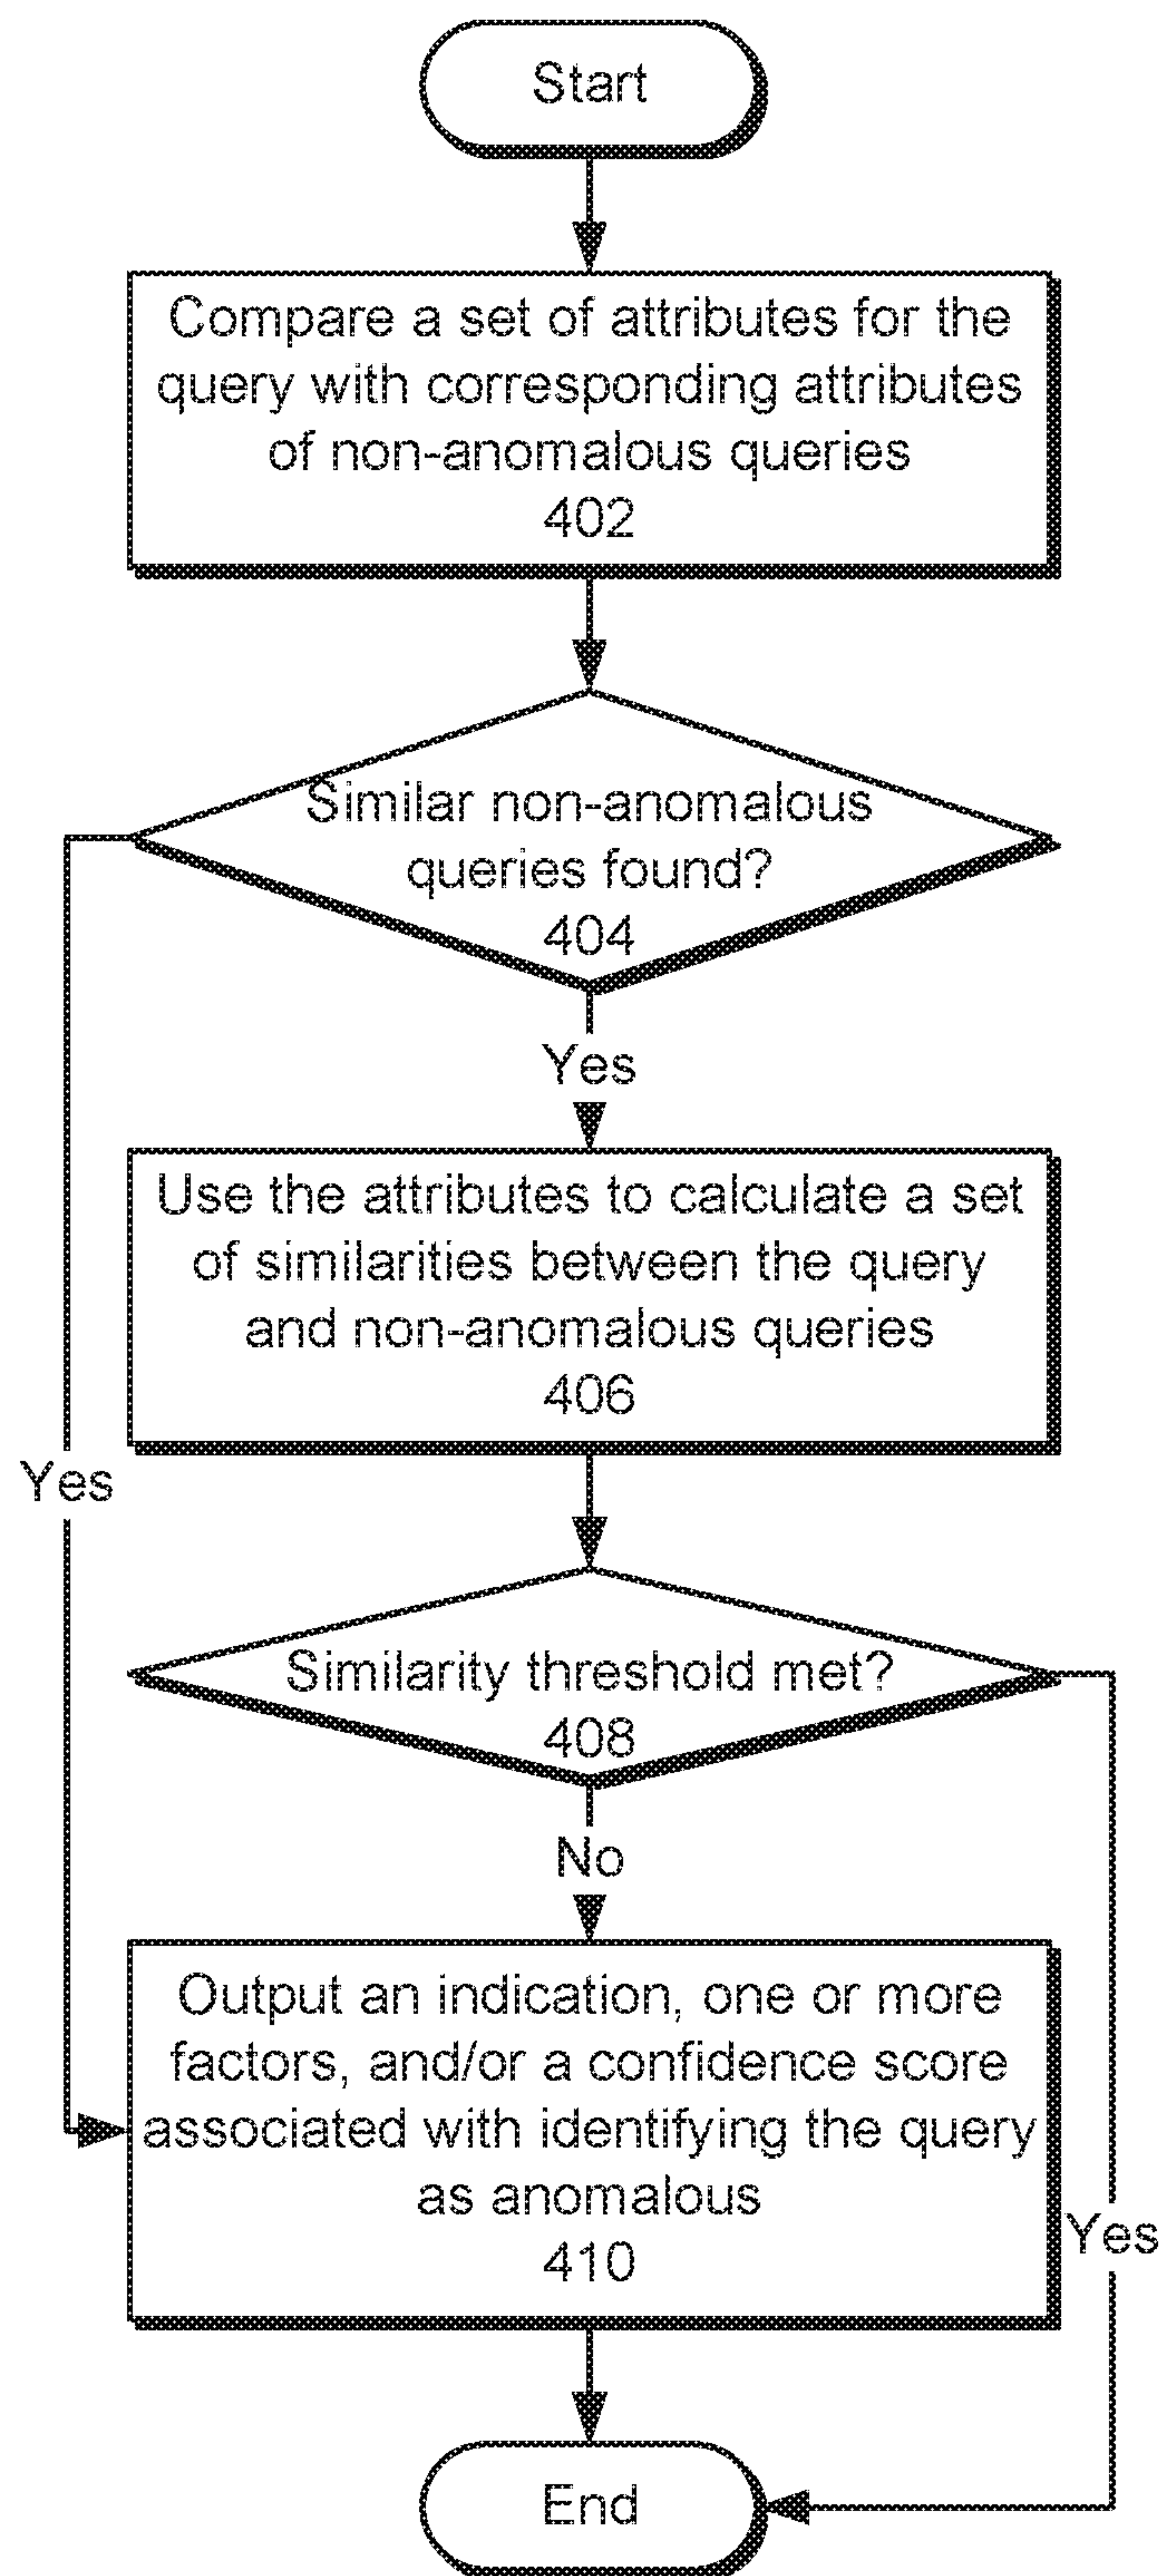 Start
Compare a set of attributes for the
query with corresponding attributes
of non-anomalous queries
402
Similar non-anomalous
queries found?
404
Yes
Use the attributes to calculate a set
of similarities between the query
and non-anomalous queries
406
Yes
Similarity threshold met?
408
No
Output an indication, one or more
factors, and/or a confidence score
associated with identifying the query
as anomalous
410
Yes
End